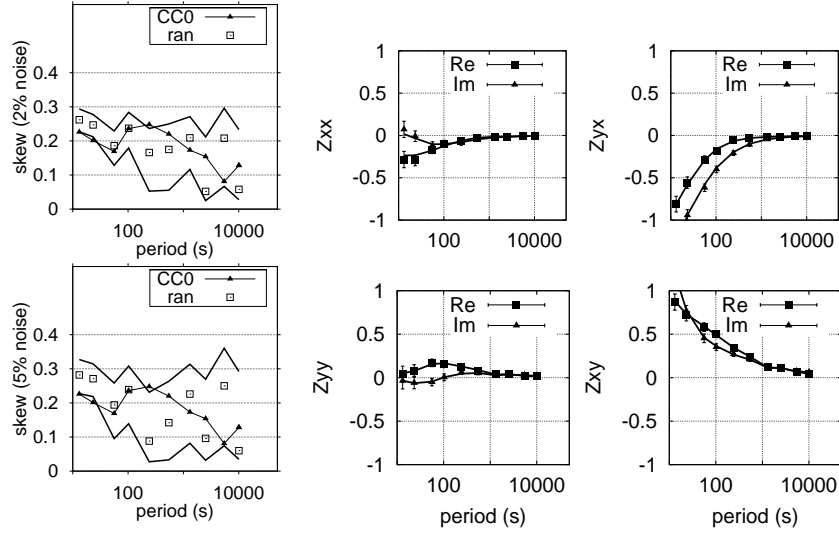 CC0
ran
0.4
0.3
0.2
0.1
0
skew (2% noise)
100
10000
period (s)
CC0
ran
0.4
0.3
0.2
0.1
0
skew (5% noise)
100
10000
period (s)
Re
Im
1
0.5
0
-0.5
-1
Zxx
100
10000
Re
Im
1
0.5
0
-0.5
-1
Zyx
100
10000
Re
Im
1
0.5
0
-0.5
-1
Zyy
100
10000
period (s)
Re
Im
1
0.5
0
-0.5
-1
Zxy
100
10000
period (s)